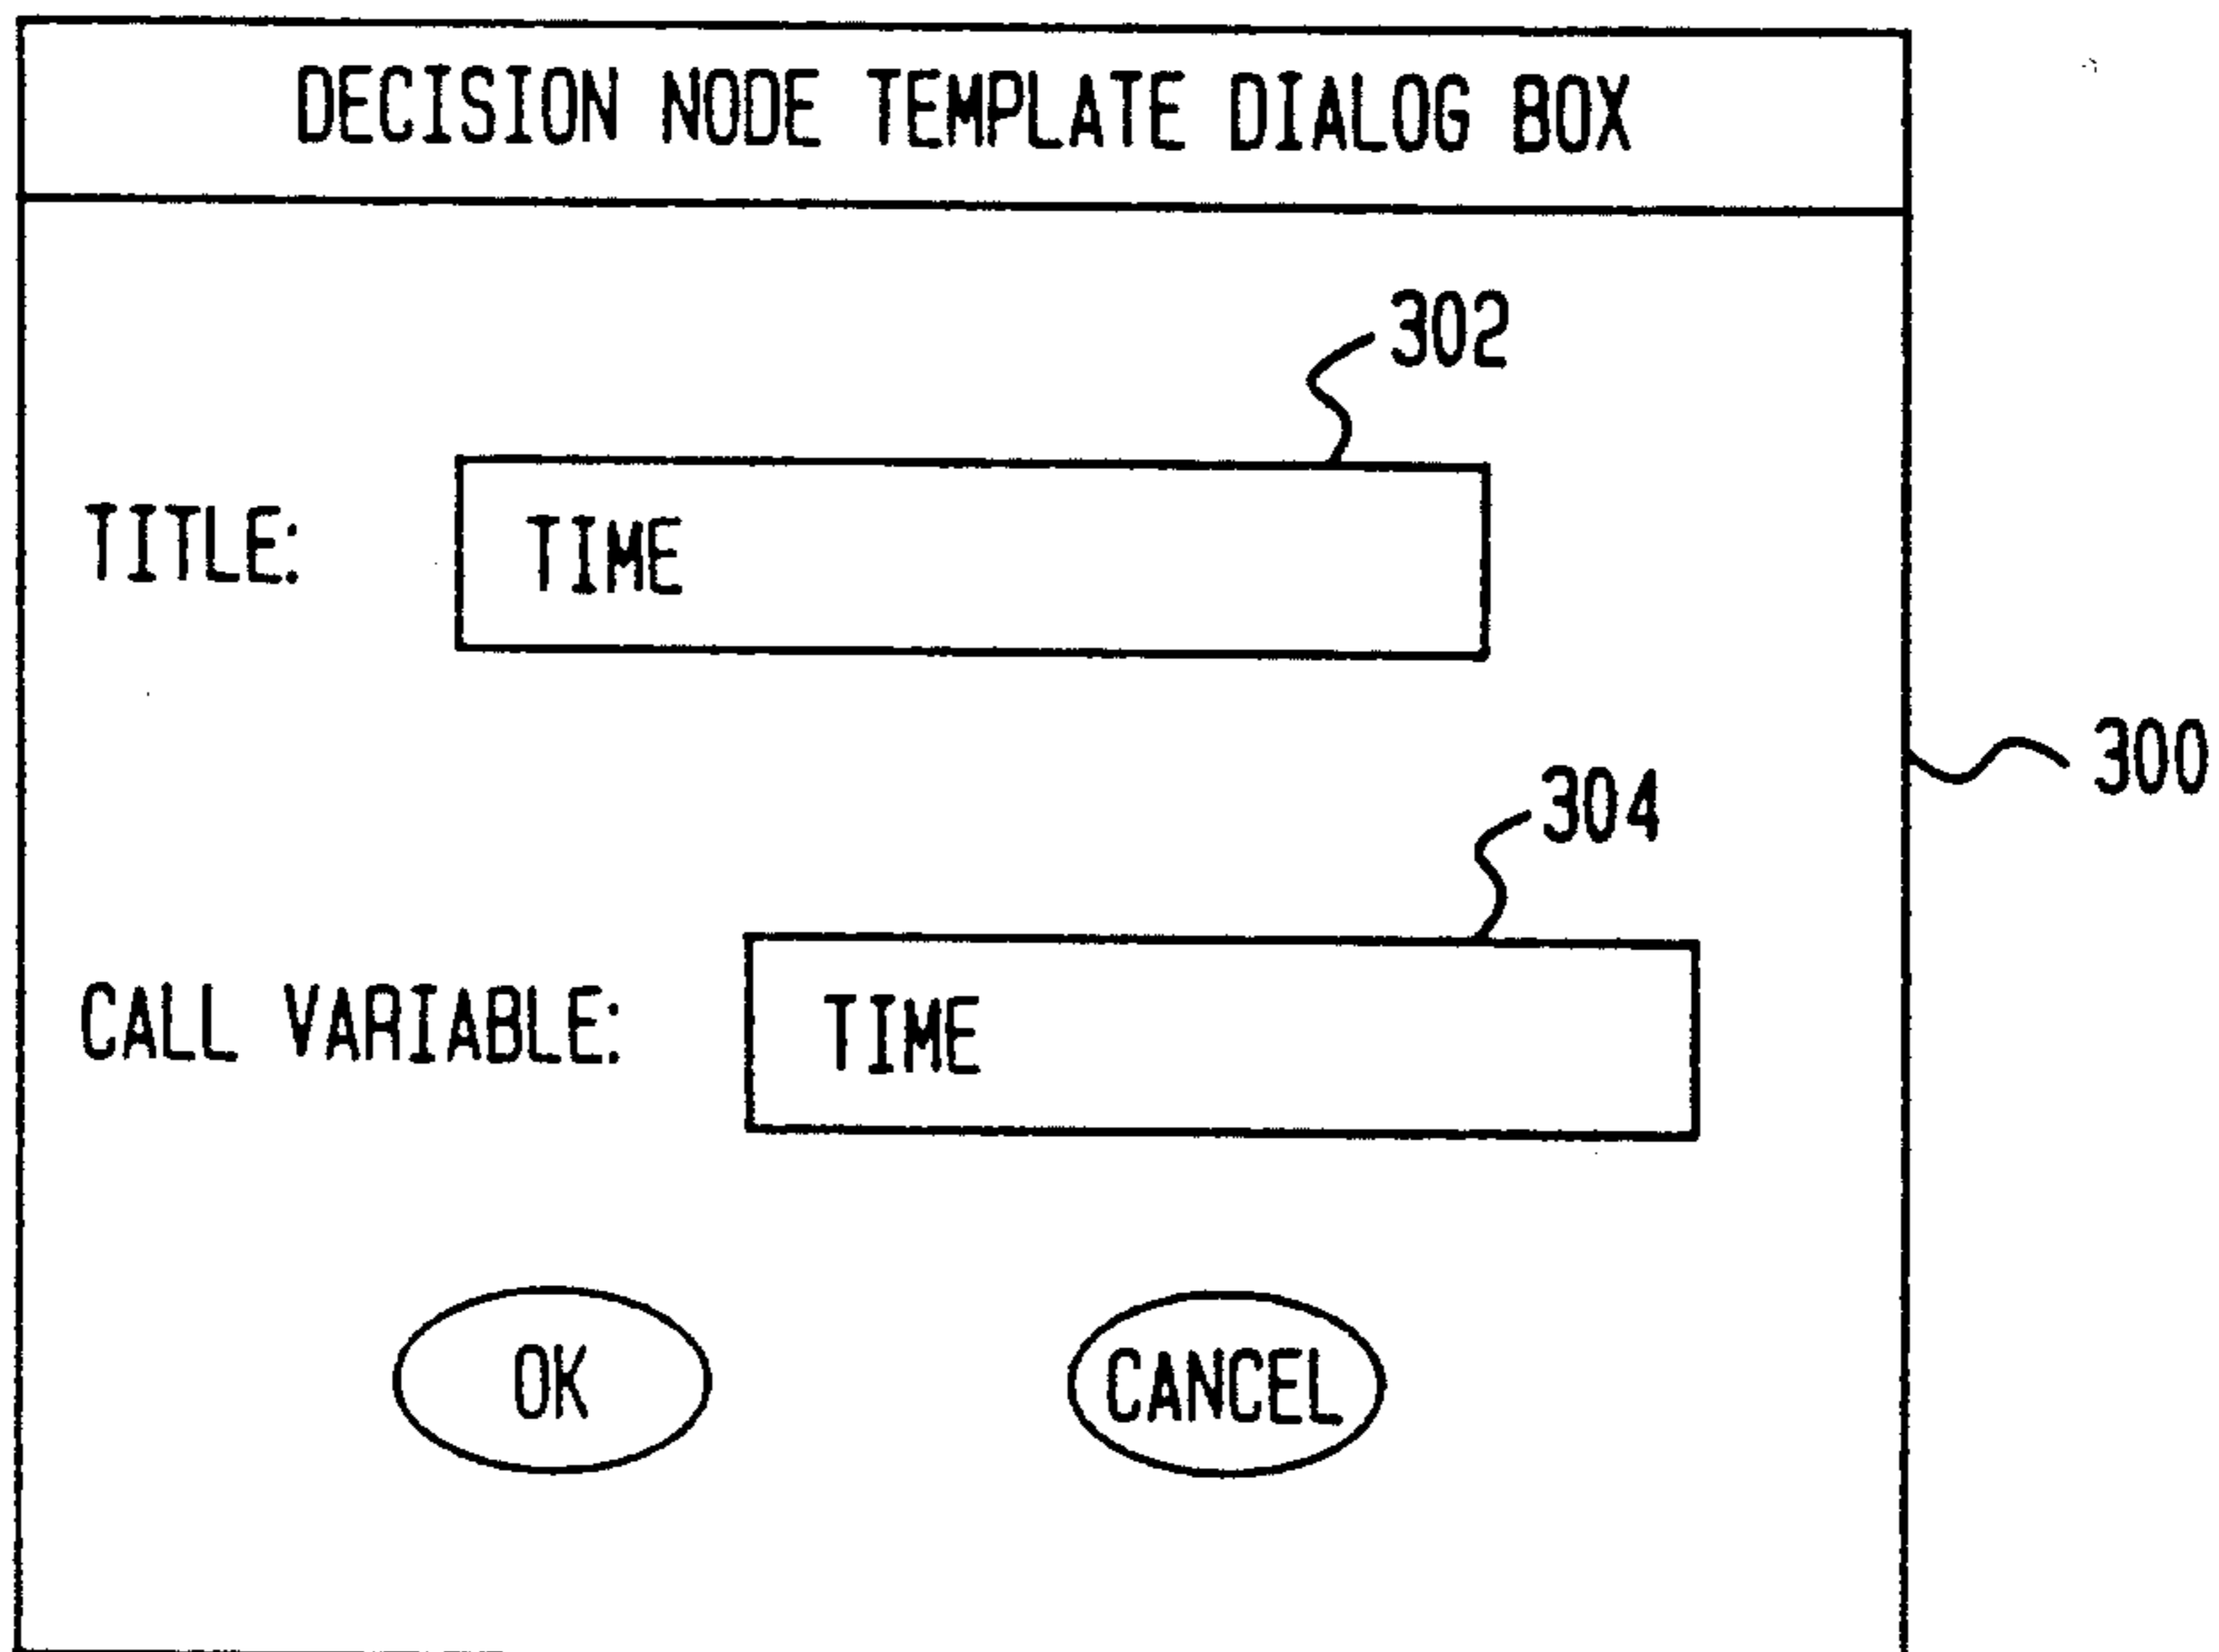 DECISION NODE TEMPLATE DIALOG BOX
302
TITLE: TIME
300
304
CALL VARIABLE: TIME
OK CANCEL